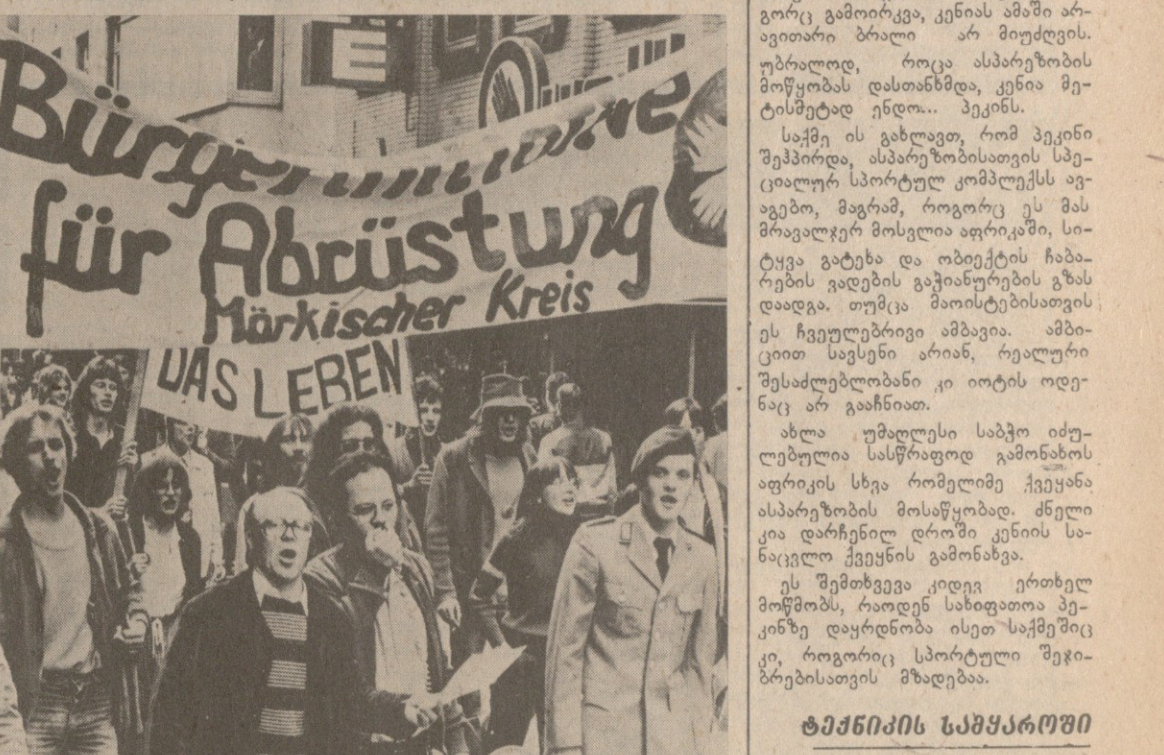 E
Bürgerinitiative
für Abrüstung
Märkischer Kreis
DAS LEBEN
გორც გამოირკვა, კენიას ამაში არ-
ავითარი ბრალი არ მიუძღვის.
უბრალოდ, როცა ასპარეზობის
მოწყობას დასთანხმდა, კენია მე-
ტისმეტად ენდო... პეკინს.
საქმე ის გახლავთ, რომ პეკინი
შეჰპირდა, ასპარეზობისათვის სპე-
ციალურ სპორტულ კომპლექსს ავ-
აგებო, მაგრამ, როგორც ეს მას
მრავალჯერ მოსვლია აფრიკაში, სი-
ტყვა გატეხა და ობიექტის ჩაბა-
რების ვადების გაჭიანურების გზას
დაადგა. თუმცა მაოისტებისათვის
ეს ჩვეულებრივი ამბავია. ამბი-
ციით სავსენი არიან, რეალური
შესაძლებლობანი კი იოტის ოდე-
ნაც არ გააჩნიათ.
ახლა უმაღლესი საბჭო იძუ-
ლებულია სასწრაფოდ გამონახოს
აფრიკის სხვა რომელიმე ქვეყანა
ასპარეზობის მოსაწყობად. ძნელი
კია დარჩენილ დროში კენიის სა-
ნაცვლო ქვეყნის გამონახვა.
ეს შემთხვევა კიდევ ერთხელ
მოწმობს, რაოდენ სახიფათოა პე-
კინზე დაყრდნობა ისეთ საქმეშიც
კი, როგორიც სპორტული შეჯი-
ბრებისათვის მზადებაა.
ტექნიკის სამყაროში